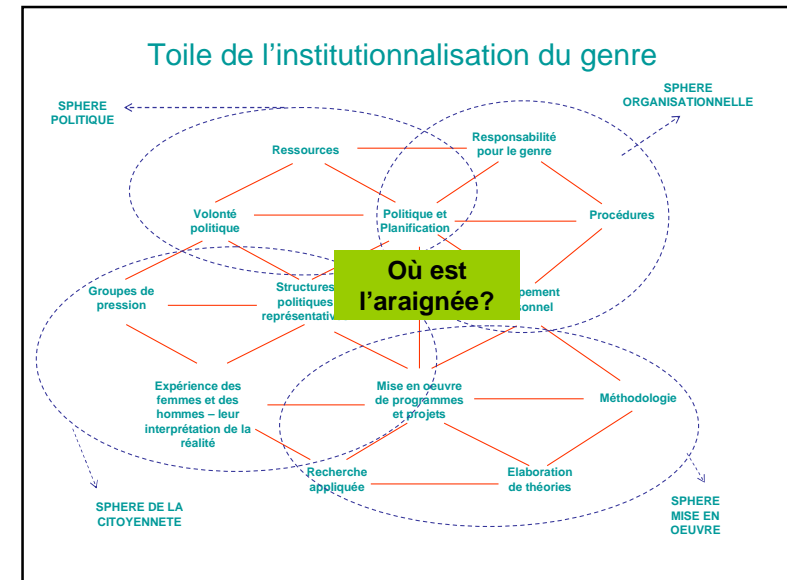 Toile de l'institutionnalisation du genre
SPHERE
POLITIQUE
SPHERE
ORGANISATIONNELLE
Ressources
Responsabilité
pour le genre
Volonté
politique
Politique et
Planification
Procédures
Où est
l'araignée?
Groupes de
pression
Structures
politiques
Expérience des
femmes et des
hommes – leur
interprétation de la
réalité
Mise en oeuvre
de programmes
et projets
Méthodologie
Recherche
appliquée
Elaboration
de théories
SPHERE DE LA
CITOYENNETE
SPHERE
MISE EN
OEUVRE